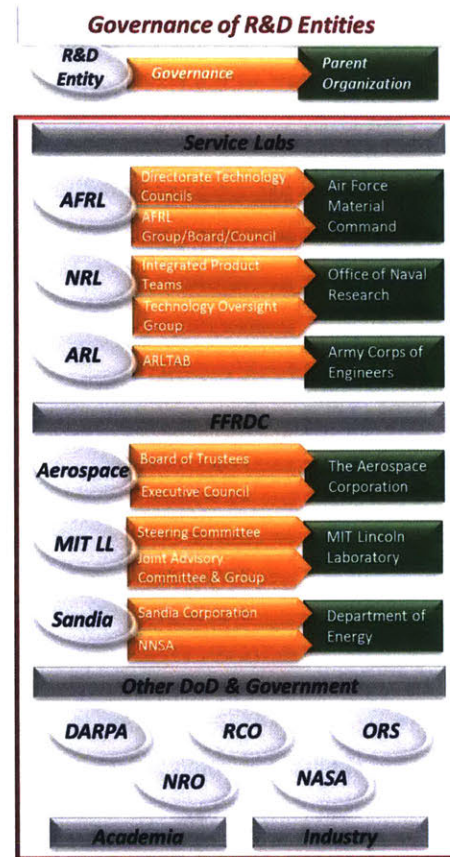 Governance of R&D Entities
R&D
Entity
Governance
Parent
Organization
Service Labs
AFRL
Directorate Technology
Councils
AFRL
Group/Board/Council
Air Force
Material
Command
NRL
Integrated Product
Teams
Technology Oversight
Group
Office of Naval
Research
ARL
ARLTAB
Army Corps of
Engineers
FFRDC
Aerospace
Board of Trustees
Executive Council
The Aerospace
Corporation
MIT LL
Steering Committee
Joint Advisory
Committee & Group
MIT Lincoln
Laboratory
Sandia
Sandia Corporation
NNSA
Department of
Energy
Other DoD & Government
DARPA
RCO
ORS
NRO
NASA
Academia
Industry